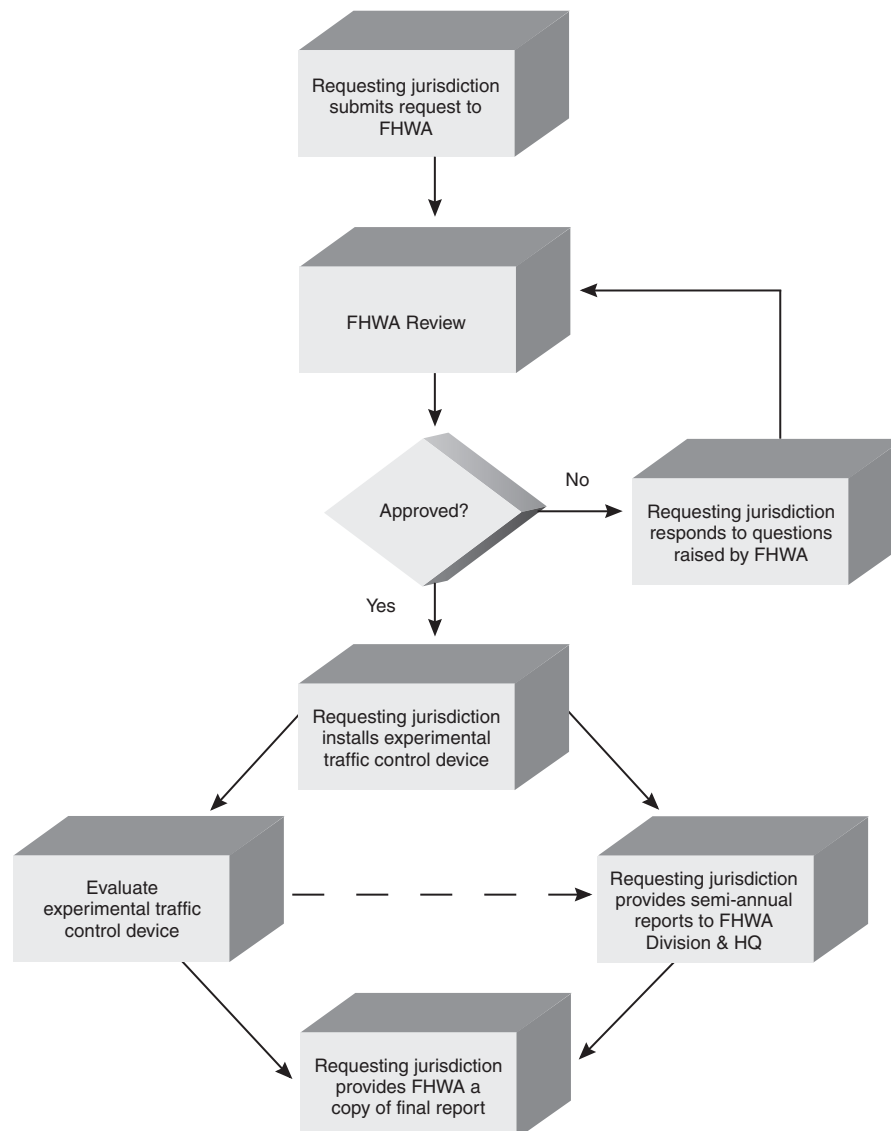 Requesting jurisdiction
submits request to
FHWA
FHWA Review
Approved?
No
Requesting jurisdiction
responds to questions
raised by FHWA
Yes
Requesting jurisdiction
installs experimental
traffic control device
Evaluate
experimental traffic
control device
Requesting jurisdiction
provides semi-annual
reports to FHWA
Division & HQ
Requesting jurisdiction
provides FHWA a
copy of final report